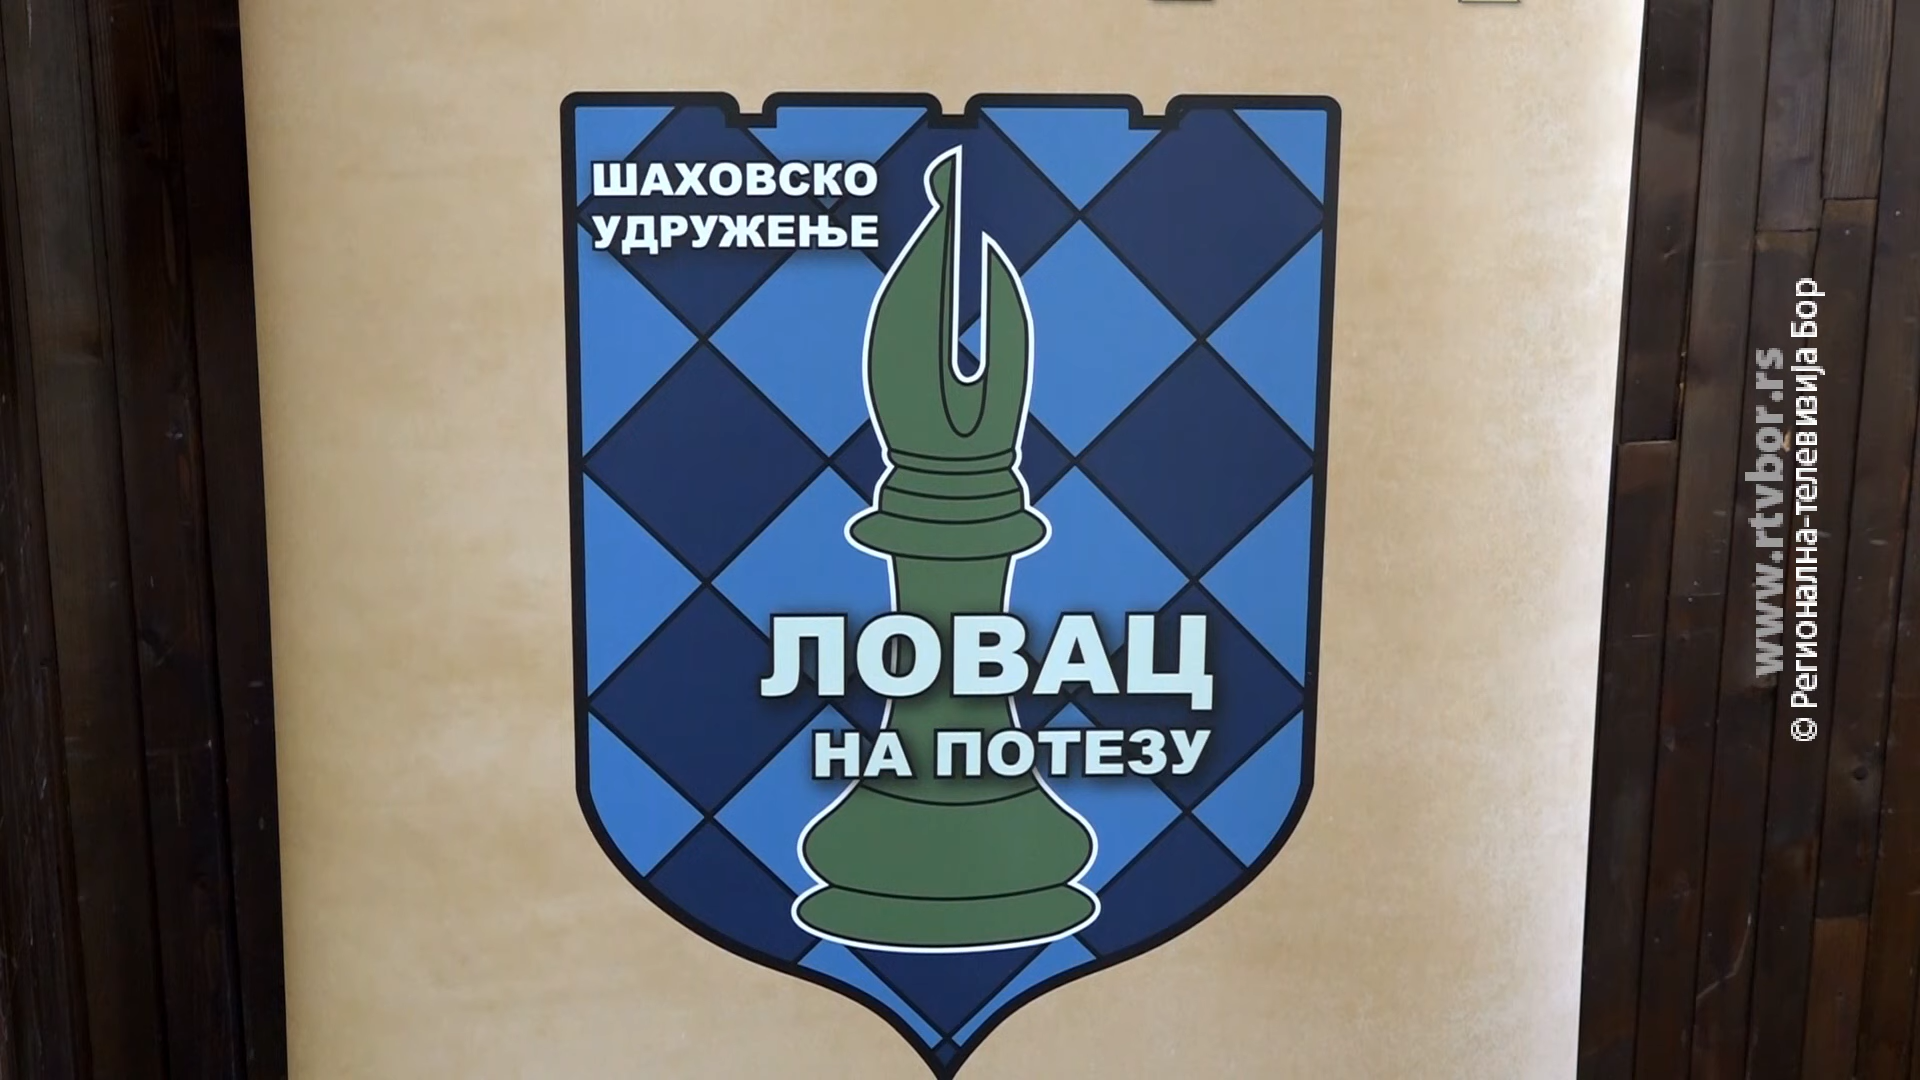 ШАХОВСКО
УДРУЖЕЊЕ
ЛОВАЦ
НА ПОТЕЗУ
www.rtvbor.rs
© Регионална-телевизија Бор